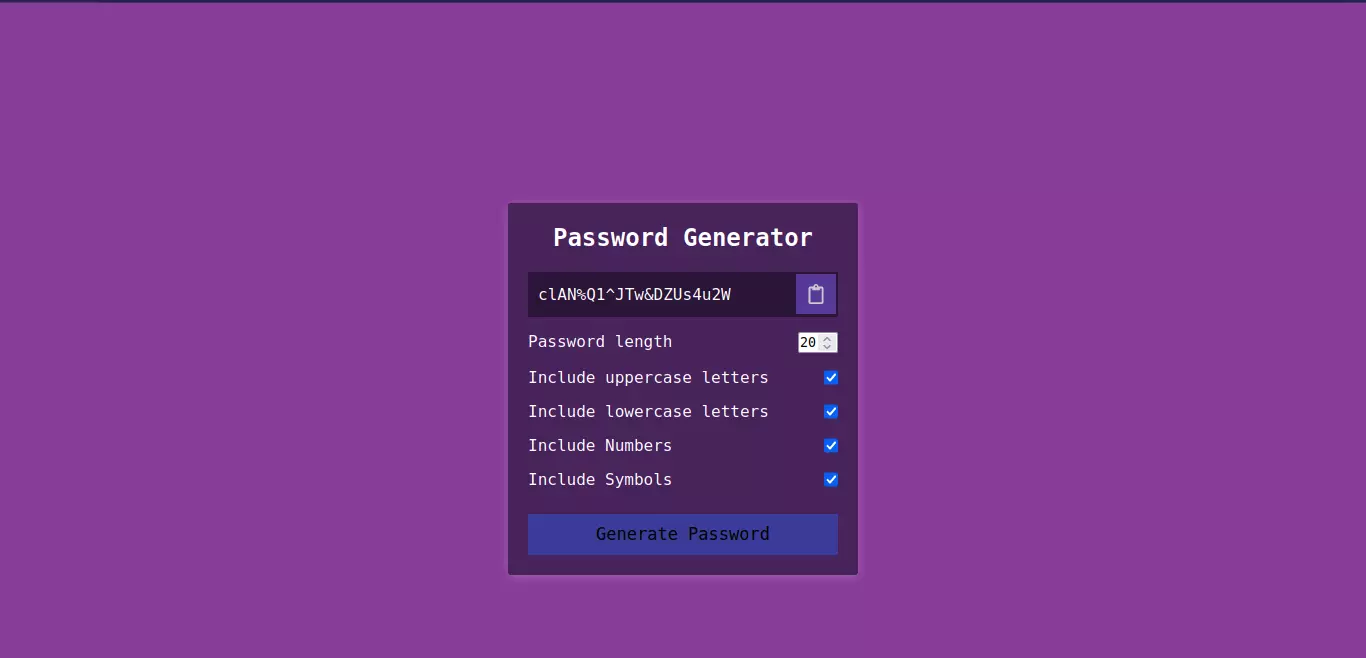 Password Generator
clAN%Q1^JTw&DZUs4u2W
Password length 20
Include uppercase letters
Include lowercase letters
Include Numbers
Include Symbols
Generate Password